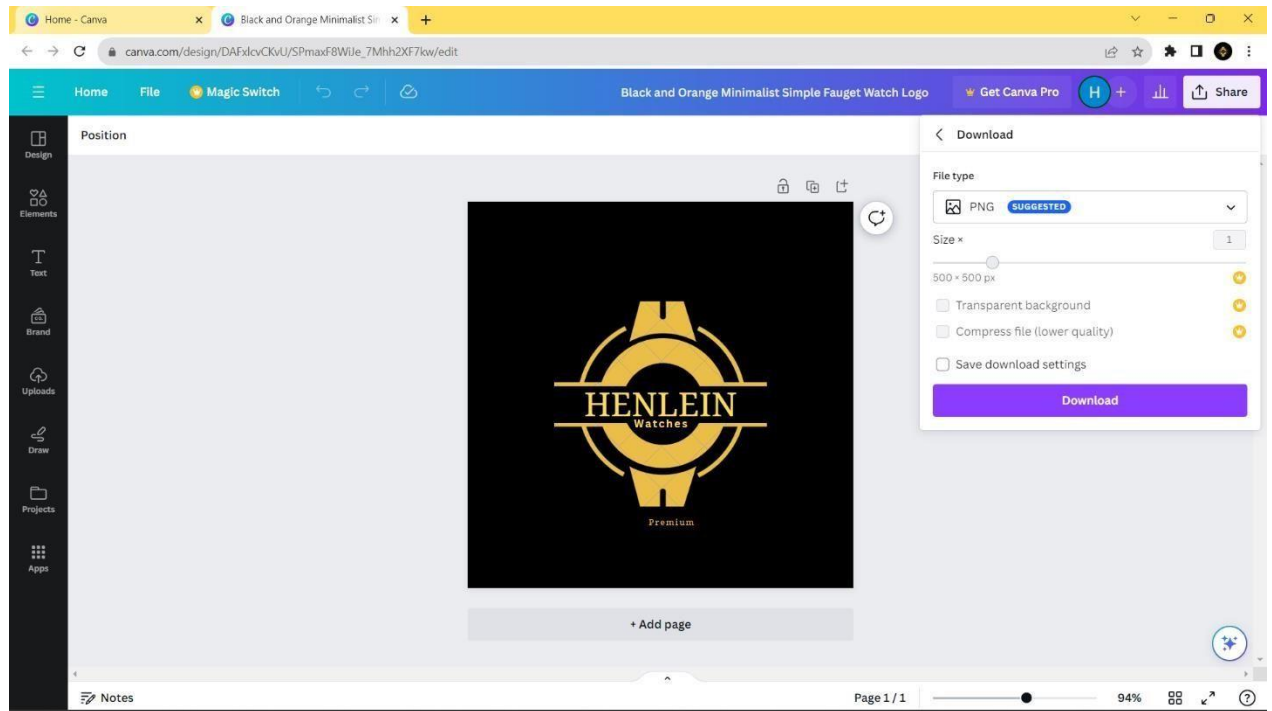 Home - Canva
Black and Orange Minimalist Sin
canva.com/design/DAFxlcvCKvU/SPmaxF8WiJe_7Mhh2XF7kw/edit
Home File Magic Switch Black and Orange Minimalist Simple Fauget Watch Logo Get Canva Pro H + Share
Position
Design
Elements
Text
Brand
Uploads
Draw
Projects
Apps
HENLEIN
Watches
Premium
+ Add page
Download
File type
PNG SUGGESTED
Size × 1
500 × 500 px
Transparent background
Compress file (lower quality)
Save download settings
Download
Notes Page 1 / 1 94%